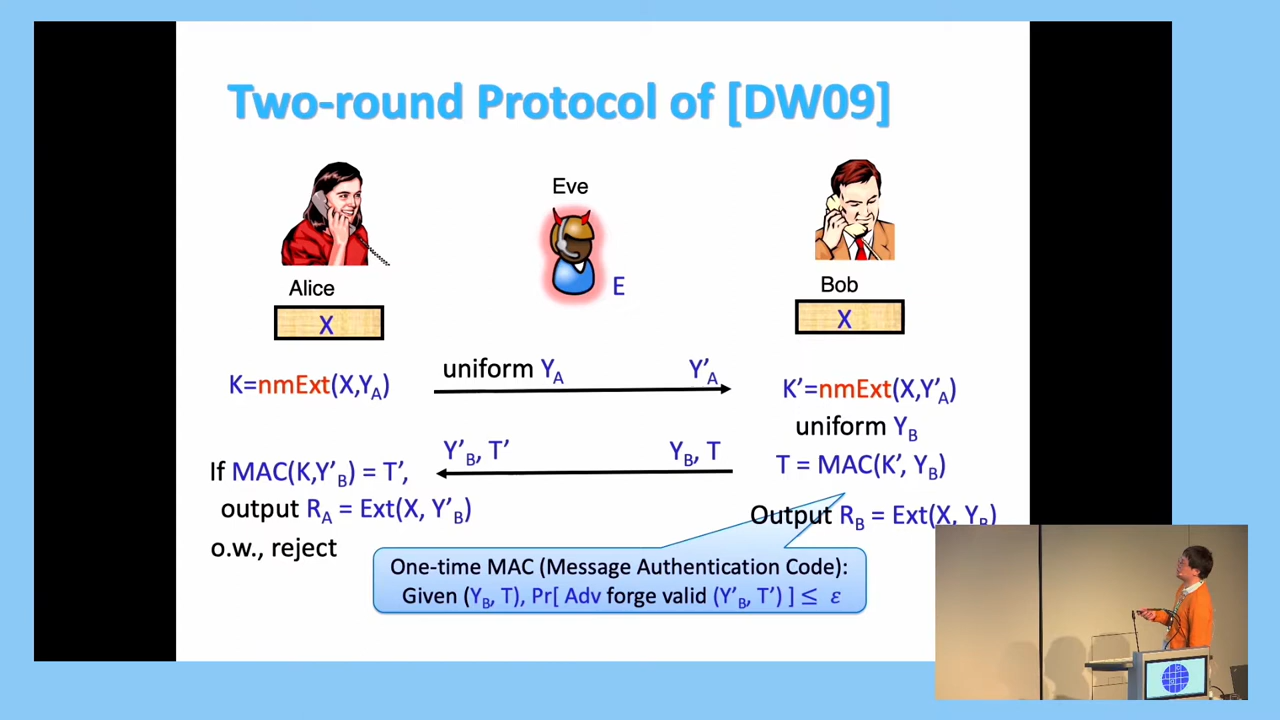 Two-round Protocol of [DW09]
Eve
E
Alice
Bob
X
X
uniform Y_A
Y'_A
K=nmExt(X,Y_A)
K'=nmExt(X,Y'_A)
uniform Y_B
Y'_B, T'
Y_B, T
T = MAC(K', Y_B)
If MAC(K,Y'_B) = T',
output R_A = Ext(X, Y'_B)
o.w., reject
Output R_B = Ext(X, Y_B)
One-time MAC (Message Authentication Code):
Given (Y_B, T), Pr[ Adv forge valid (Y'_B, T') ] ≤ ε